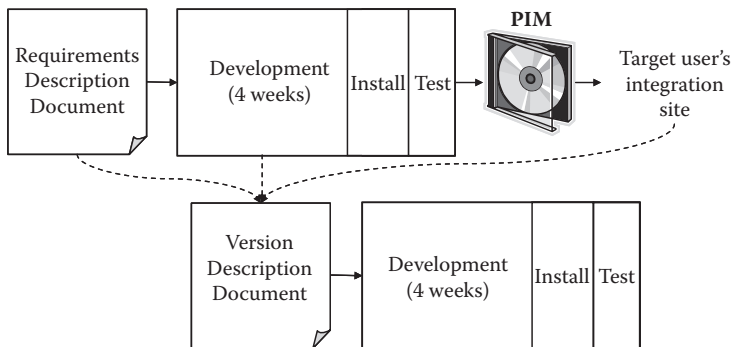 PIM
Requirements
Description
Document
Development
(4 weeks)
Install
Test
Target user's
integration
site
Version
Description
Document
Development
(4 weeks)
Install
Test